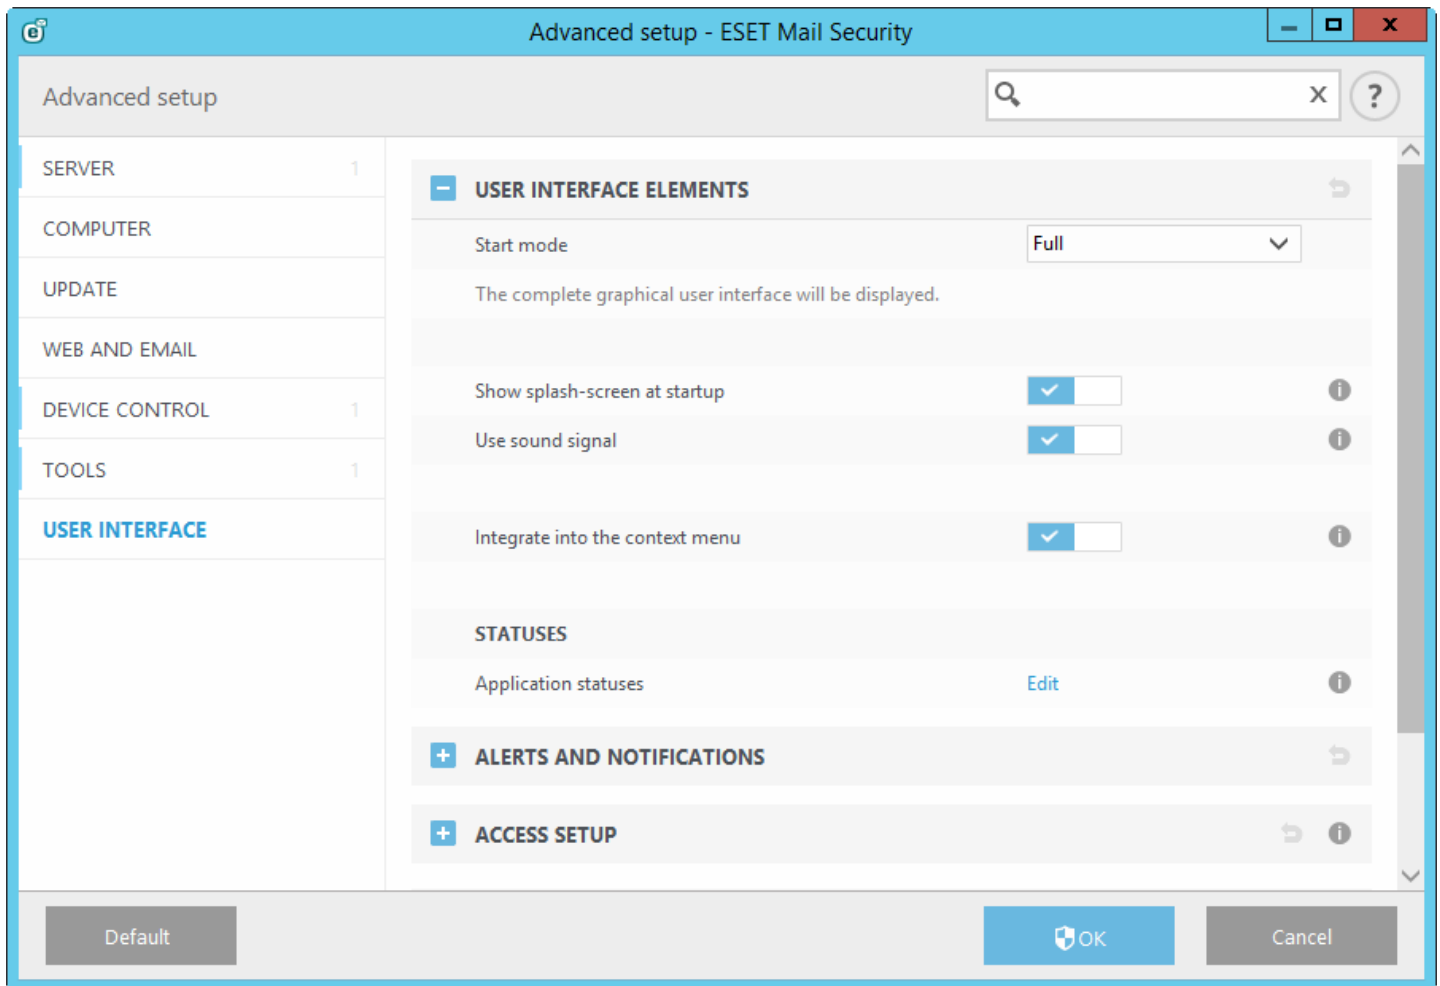 Advanced setup - ESET Mail Security
Advanced setup
SERVER 1
COMPUTER
UPDATE
WEB AND EMAIL
DEVICE CONTROL 1
TOOLS 1
USER INTERFACE
USER INTERFACE ELEMENTS
Start mode Full
The complete graphical user interface will be displayed.
Show splash-screen at startup
Use sound signal
Integrate into the context menu
STATUSES
Application statuses Edit
ALERTS AND NOTIFICATIONS
ACCESS SETUP
Default OK Cancel